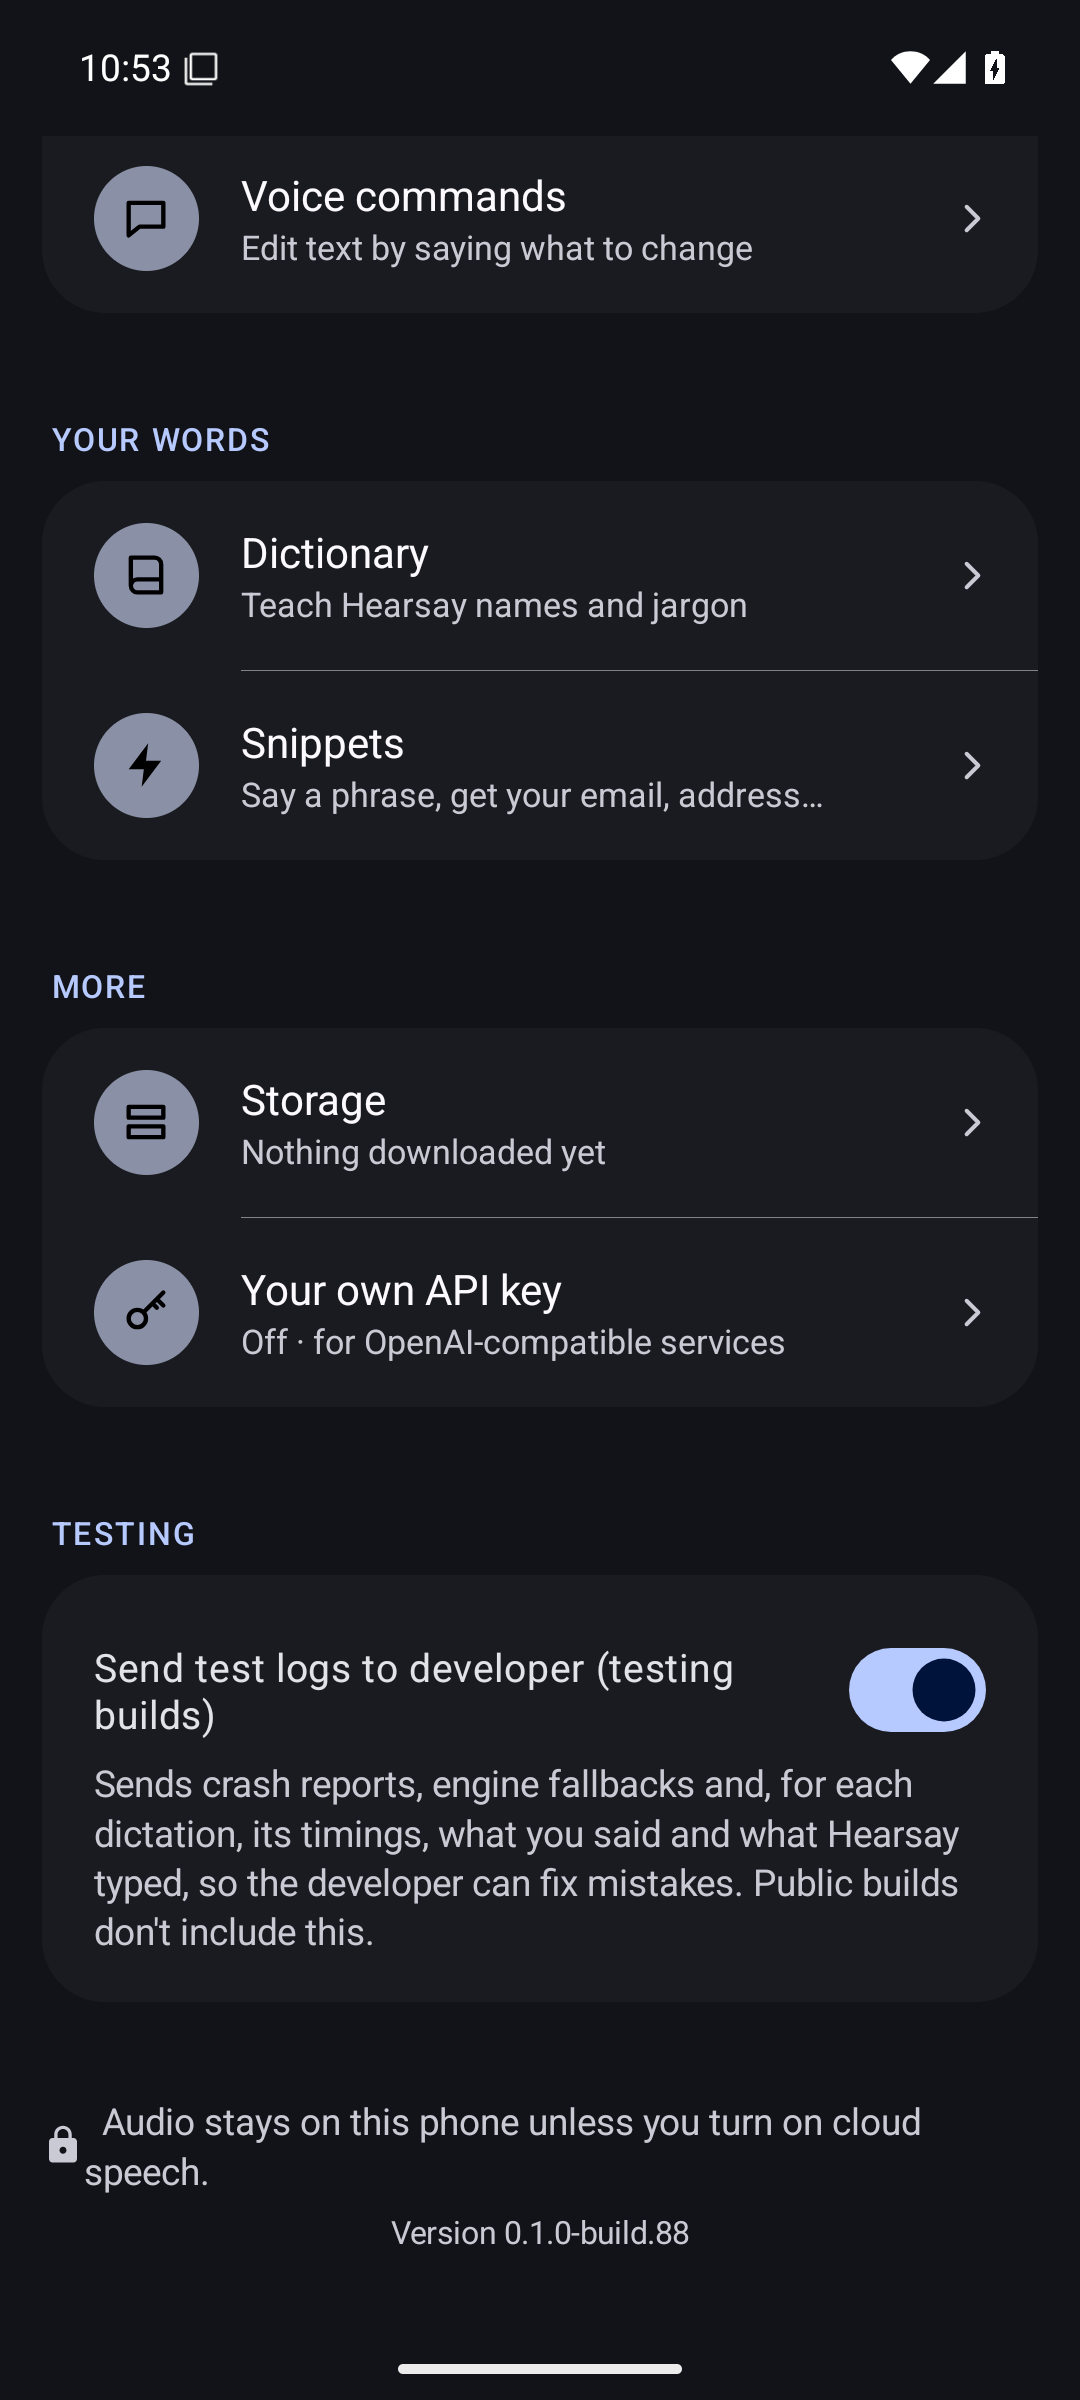 10:53
Voice commands
Edit text by saying what to change
YOUR WORDS
Dictionary
Teach Hearsay names and jargon
Snippets
Say a phrase, get your email, address…
MORE
Storage
Nothing downloaded yet
Your own API key
Off · for OpenAI-compatible services
TESTING
Send test logs to developer (testing
builds)
Sends crash reports, engine fallbacks and, for each
dictation, its timings, what you said and what Hearsay
typed, so the developer can fix mistakes. Public builds
don't include this.
Audio stays on this phone unless you turn on cloud
speech.
Version 0.1.0-build.88